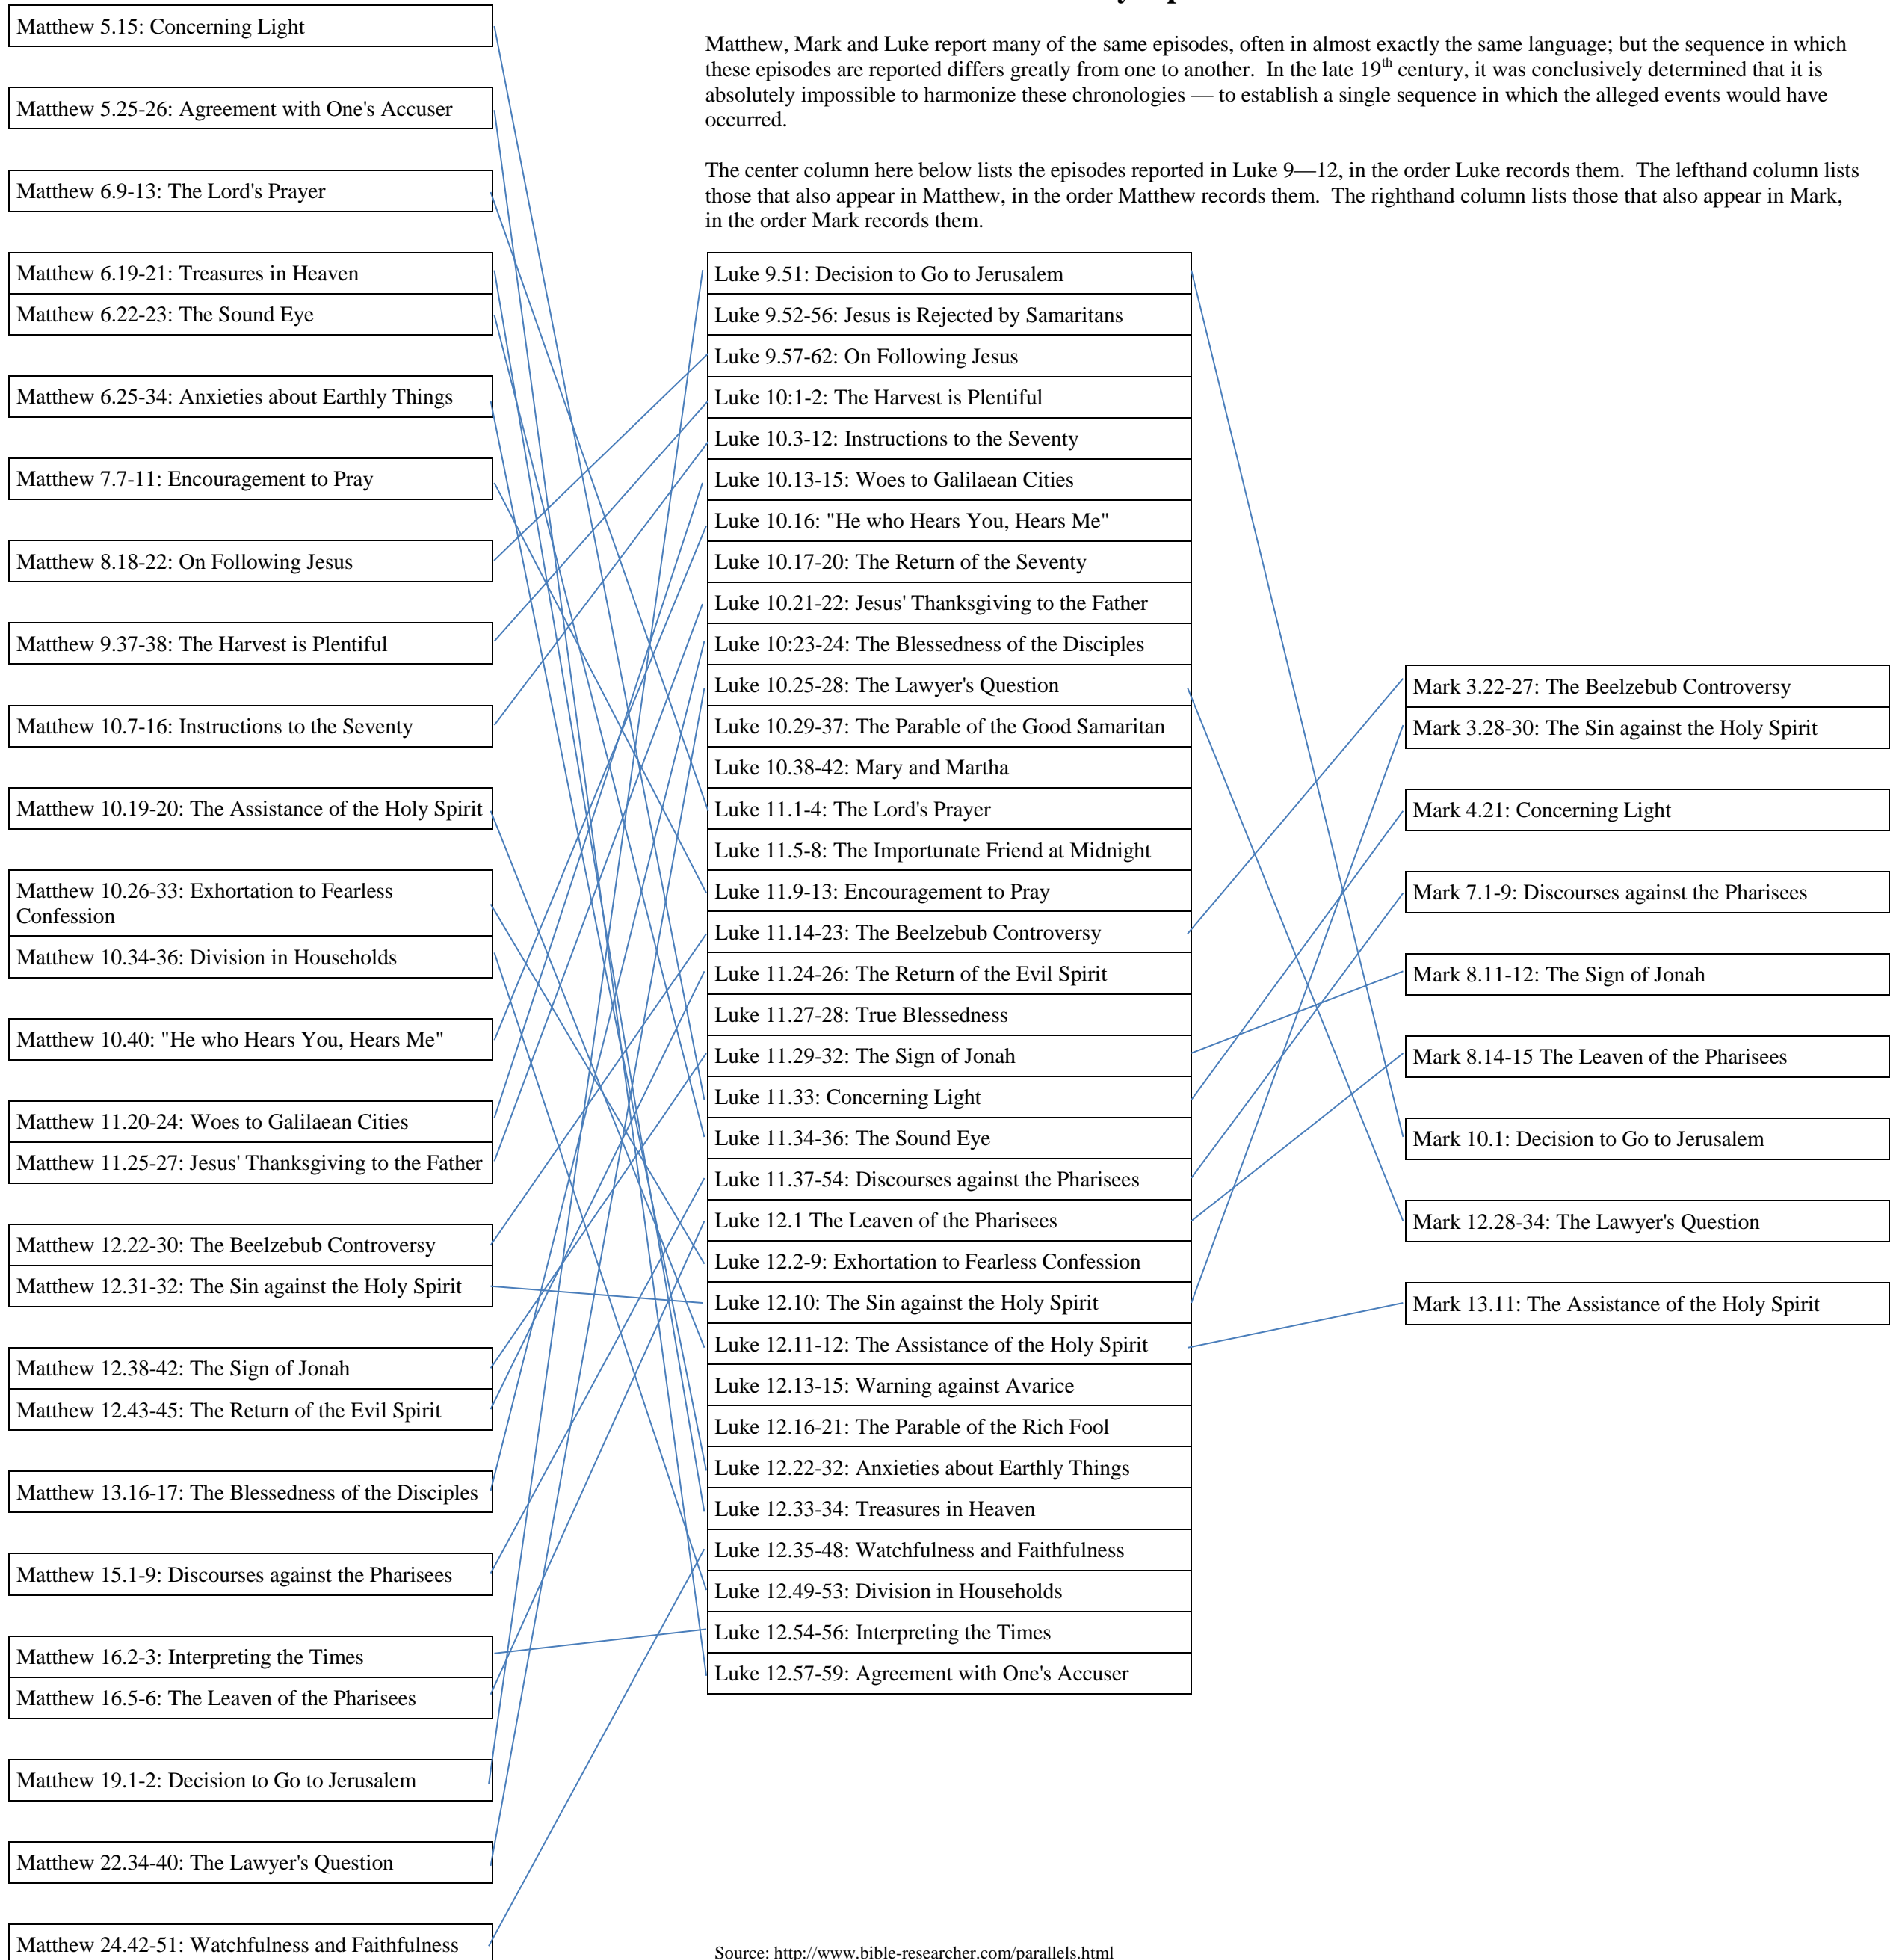 Matthew 5.15: Concerning Light
Matthew 5.25-26: Agreement with One's Accuser
Matthew 6.9-13: The Lord's Prayer
Matthew 6.19-21: Treasures in Heaven
Matthew 6.22-23: The Sound Eye
Matthew 6.25-34: Anxieties about Earthly Things
Matthew 7.7-11: Encouragement to Pray
Matthew 8.18-22: On Following Jesus
Matthew 9.37-38: The Harvest is Plentiful
Matthew 10.7-16: Instructions to the Seventy
Matthew 10.19-20: The Assistance of the Holy Spirit
Matthew 10.26-33: Exhortation to Fearless
Confession
Matthew 10.34-36: Division in Households
Matthew 10.40: "He who Hears You, Hears Me"
Matthew 11.20-24: Woes to Galilaean Cities
Matthew 11.25-27: Jesus' Thanksgiving to the Father
Matthew 12.22-30: The Beelzebub Controversy
Matthew 12.31-32: The Sin against the Holy Spirit
Matthew 12.38-42: The Sign of Jonah
Matthew 12.43-45: The Return of the Evil Spirit
Matthew 13.16-17: The Blessedness of the Disciples
Matthew 15.1-9: Discourses against the Pharisees
Matthew 16.2-3: Interpreting the Times
Matthew 16.5-6: The Leaven of the Pharisees
Matthew 19.1-2: Decision to Go to Jerusalem
Matthew 22.34-40: The Lawyer's Question
Matthew 24.42-51: Watchfulness and Faithfulness
Matthew, Mark and Luke report many of the same episodes, often in almost exactly the same language; but the sequence in which
these episodes are reported differs greatly from one to another. In the late 19th century, it was conclusively determined that it is
absolutely impossible to harmonize these chronologies — to establish a single sequence in which the alleged events would have
occurred.
The center column here below lists the episodes reported in Luke 9—12, in the order Luke records them. The lefthand column lists
those that also appear in Matthew, in the order Matthew records them. The righthand column lists those that also appear in Mark,
in the order Mark records them.
Luke 9.51: Decision to Go to Jerusalem
Luke 9.52-56: Jesus is Rejected by Samaritans
Luke 9.57-62: On Following Jesus
Luke 10:1-2: The Harvest is Plentiful
Luke 10.3-12: Instructions to the Seventy
Luke 10.13-15: Woes to Galilaean Cities
Luke 10.16: "He who Hears You, Hears Me"
Luke 10.17-20: The Return of the Seventy
Luke 10.21-22: Jesus' Thanksgiving to the Father
Luke 10:23-24: The Blessedness of the Disciples
Luke 10.25-28: The Lawyer's Question
Luke 10.29-37: The Parable of the Good Samaritan
Luke 10.38-42: Mary and Martha
Luke 11.1-4: The Lord's Prayer
Luke 11.5-8: The Importunate Friend at Midnight
Luke 11.9-13: Encouragement to Pray
Luke 11.14-23: The Beelzebub Controversy
Luke 11.24-26: The Return of the Evil Spirit
Luke 11.27-28: True Blessedness
Luke 11.29-32: The Sign of Jonah
Luke 11.33: Concerning Light
Luke 11.34-36: The Sound Eye
Luke 11.37-54: Discourses against the Pharisees
Luke 12.1 The Leaven of the Pharisees
Luke 12.2-9: Exhortation to Fearless Confession
Luke 12.10: The Sin against the Holy Spirit
Luke 12.11-12: The Assistance of the Holy Spirit
Luke 12.13-15: Warning against Avarice
Luke 12.16-21: The Parable of the Rich Fool
Luke 12.22-32: Anxieties about Earthly Things
Luke 12.33-34: Treasures in Heaven
Luke 12.35-48: Watchfulness and Faithfulness
Luke 12.49-53: Division in Households
Luke 12.54-56: Interpreting the Times
Luke 12.57-59: Agreement with One's Accuser
Mark 3.22-27: The Beelzebub Controversy
Mark 3.28-30: The Sin against the Holy Spirit
Mark 4.21: Concerning Light
Mark 7.1-9: Discourses against the Pharisees
Mark 8.11-12: The Sign of Jonah
Mark 8.14-15 The Leaven of the Pharisees
Mark 10.1: Decision to Go to Jerusalem
Mark 12.28-34: The Lawyer's Question
Mark 13.11: The Assistance of the Holy Spirit
Source: http://www.bible-researcher.com/parallels.html